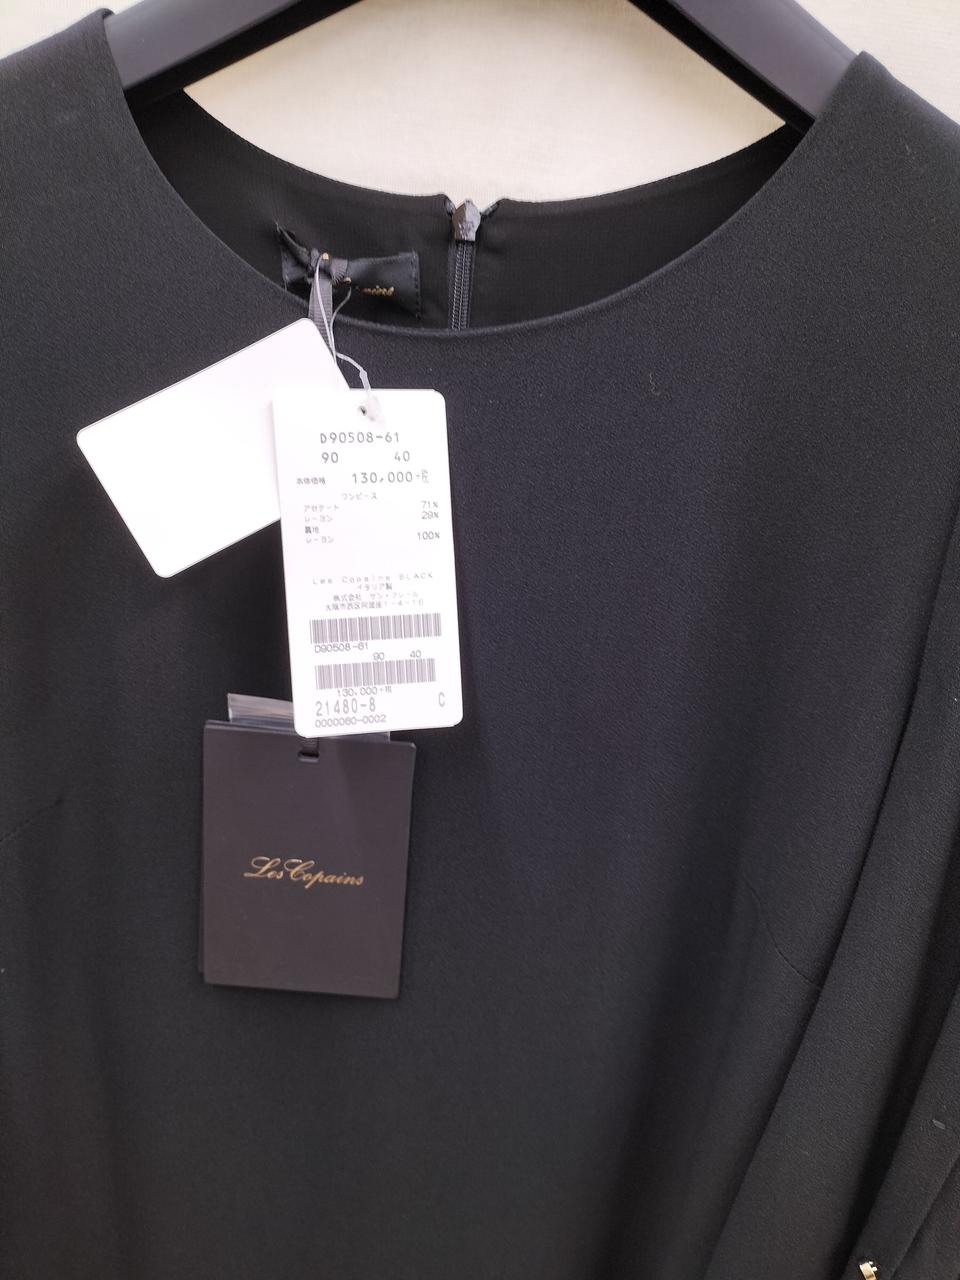 D90508-61
90 40
本体価格 130,000+税
ワンピース
アセテート 71%
レーヨン 29%
裏地
レーヨン 100%
Les Copains BLACK
イタリア製
株式会社 サン・フレール
大阪市西区阿波座1-4-16
D90508-61
90 40
130,000+税
21480-8 C
0000060-0002
Les Copains